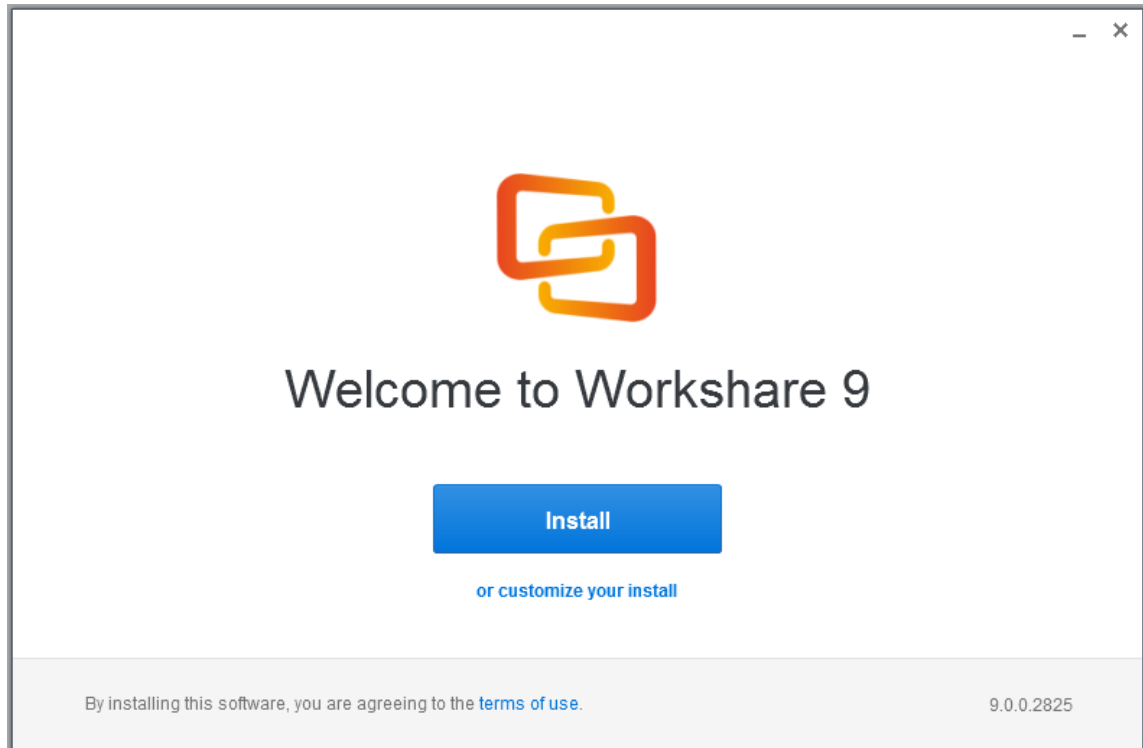 Welcome to Workshare 9
Install
or customize your install
By installing this software, you are agreeing to the terms of use.
9.0.0.2825